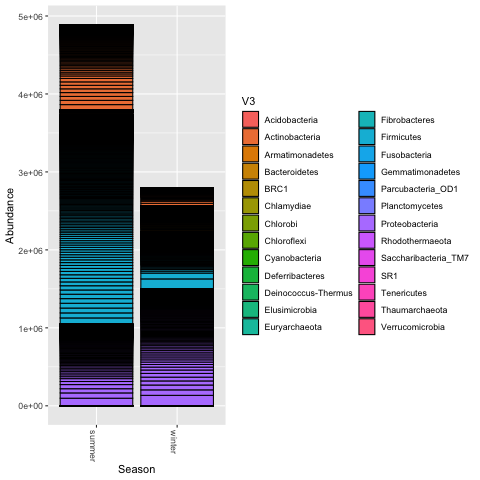 5e+06
4e+06
3e+06
2e+06
1e+06
0e+00
Abundance
summer
winter
Season
V3
Acidobacteria
Actinobacteria
Armatimonadetes
Bacteroidetes
BRC1
Chlamydiae
Chlorobi
Chloroflexi
Cyanobacteria
Deferribacteres
Deinococcus-Thermus
Elusimicrobia
Euryarchaeota
Fibrobacteres
Firmicutes
Fusobacteria
Gemmatimonadetes
Parcubacteria_OD1
Planctomycetes
Proteobacteria
Rhodothermaeota
Saccharibacteria_TM7
SR1
Tenericutes
Thaumarchaeota
Verrucomicrobia